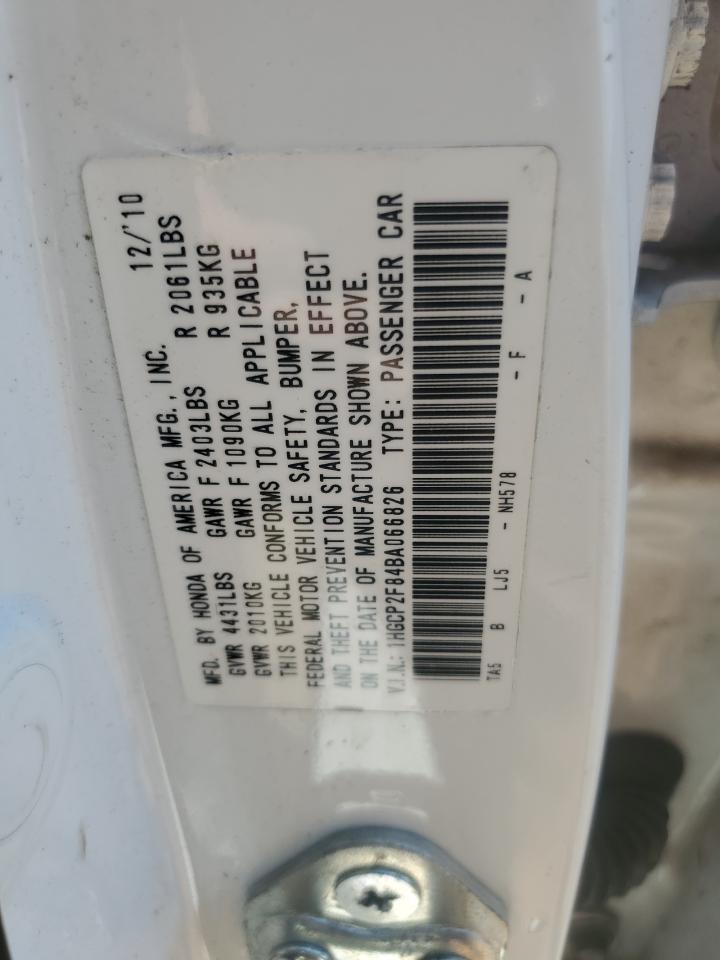 MFD. BY HONDA OF AMERICA MFG., INC. 12/'10
GVWR 4431LBS GAWR F 2403LBS R 2061LBS
GVWR 2010KG GAWR F 1090KG R 935KG
THIS VEHICLE CONFORMS TO ALL APPLICABLE
FEDERAL MOTOR VEHICLE SAFETY, BUMPER,
AND THEFT PREVENTION STANDARDS IN EFFECT
ON THE DATE OF MANUFACTURE SHOWN ABOVE.
V.I.N.: 1HGCP2F84BA066826 TYPE: PASSENGER CAR
TA5 B LJ5 - NH578 - F - A